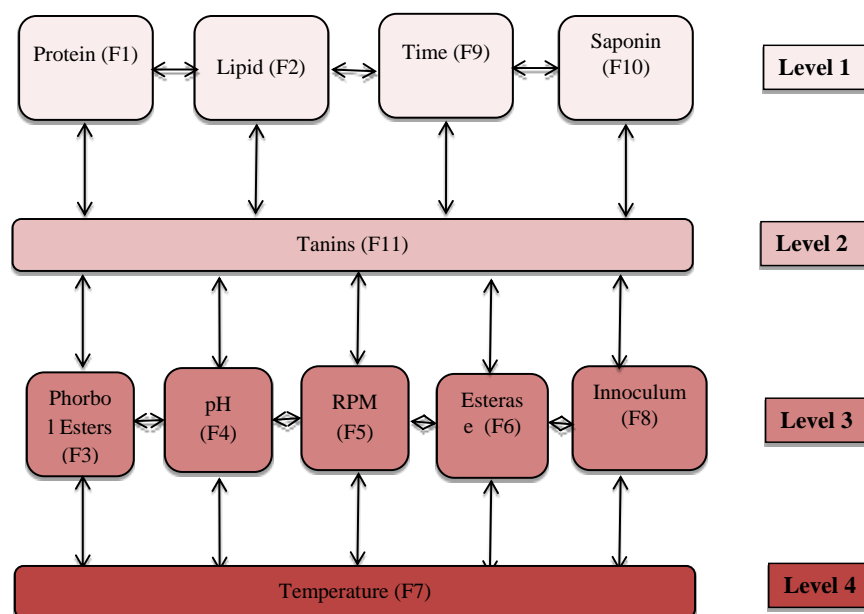 Protein (F1)
Lipid (F2)
Time (F9)
Saponin
(F10)
Level 1
Tanins (F11)
Level 2
Phorbo
l Esters
(F3)
pH
(F4)
RPM
(F5)
Esteras
e (F6)
Innoculum
(F8)
Level 3
Temperature (F7)
Level 4